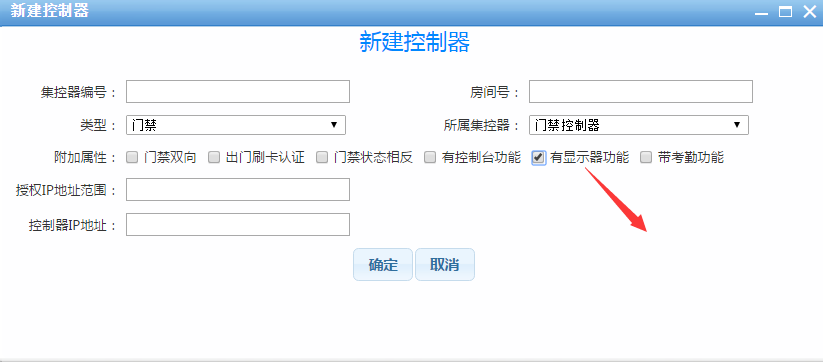 新建控制器
新建控制器
集控器编号： 房间号：
类型： 门禁 所属集控器： 门禁控制器
附加属性： 门禁双向 出门刷卡认证 门禁状态相反 有控制台功能 有显示器功能 带考勤功能
授权IP地址范围：
控制器IP地址：
确定 取消